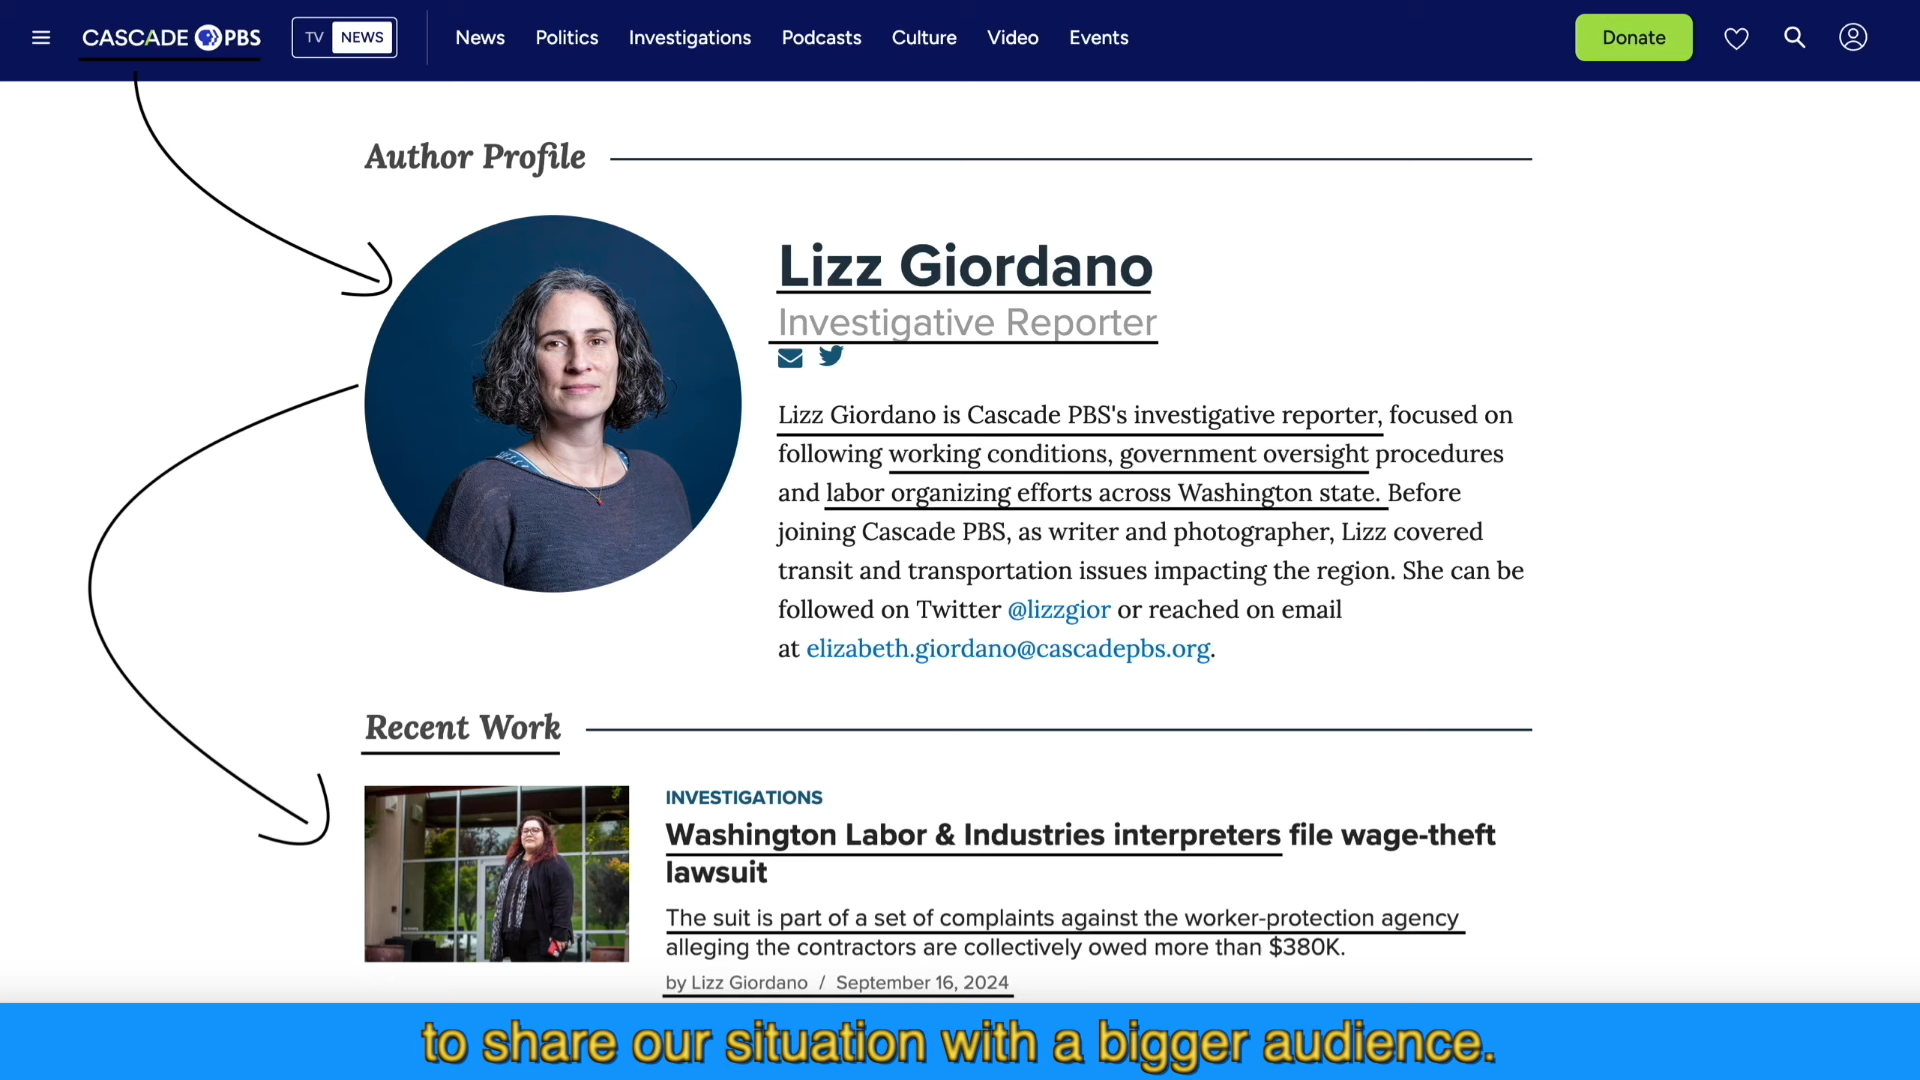 CASCADE PBS
TV NEWS
News Politics Investigations Podcasts Culture Video Events
Donate
Author Profile
Lizz Giordano
Investigative Reporter
Lizz Giordano is Cascade PBS's investigative reporter, focused on
following working conditions, government oversight procedures
and labor organizing efforts across Washington state. Before
joining Cascade PBS, as writer and photographer, Lizz covered
transit and transportation issues impacting the region. She can be
followed on Twitter @lizzgior or reached on email
at elizabeth.giordano@cascadepbs.org.
Recent Work
INVESTIGATIONS
Washington Labor & Industries interpreters file wage-theft
lawsuit
The suit is part of a set of complaints against the worker-protection agency
alleging the contractors are collectively owed more than $380K.
by Lizz Giordano / September 16, 2024
to share our situation with a bigger audience.